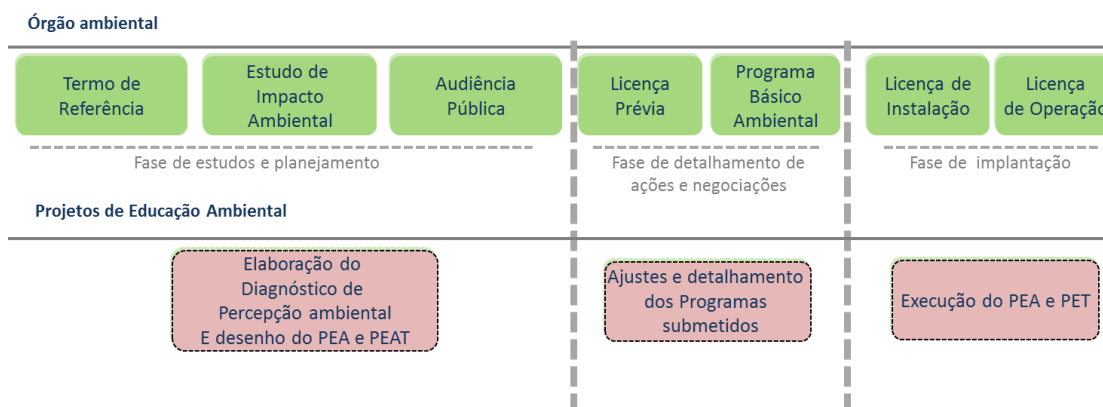 Órgão ambiental
Termo de
Referência
Estudo de
Impacto
Ambiental
Audiência
Pública
Licença
Prévia
Programa
Básico
Ambiental
Licença de
Instalação
Licença
de Operação
Fase de estudos e planejamento
Fase de detalhamento de
ações e negociações
Fase de implantação
Projetos de Educação Ambiental
Elaboração do
Diagnóstico de
Percepção ambiental
E desenho do PEA e PEAT
Ajustes e detalhamento
dos Programas
submetidos
Execução do PEA e PET